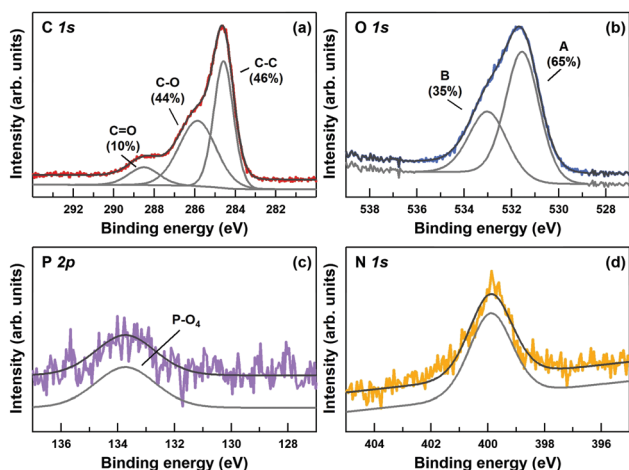 C 1s
(a)
C-C
(46%)
C-O
(44%)
C=O
(10%)
Intensity (arb. units)
292 290 288 286 284 282
Binding energy (eV)
O 1s
(b)
A
(65%)
B
(35%)
Intensity (arb. units)
538 536 534 532 530 528
Binding energy (eV)
P 2p
(c)
P-O4
Intensity (arb. units)
136 134 132 130 128
Binding energy (eV)
N 1s
(d)
Intensity (arb. units)
404 402 400 398 396
Binding energy (eV)